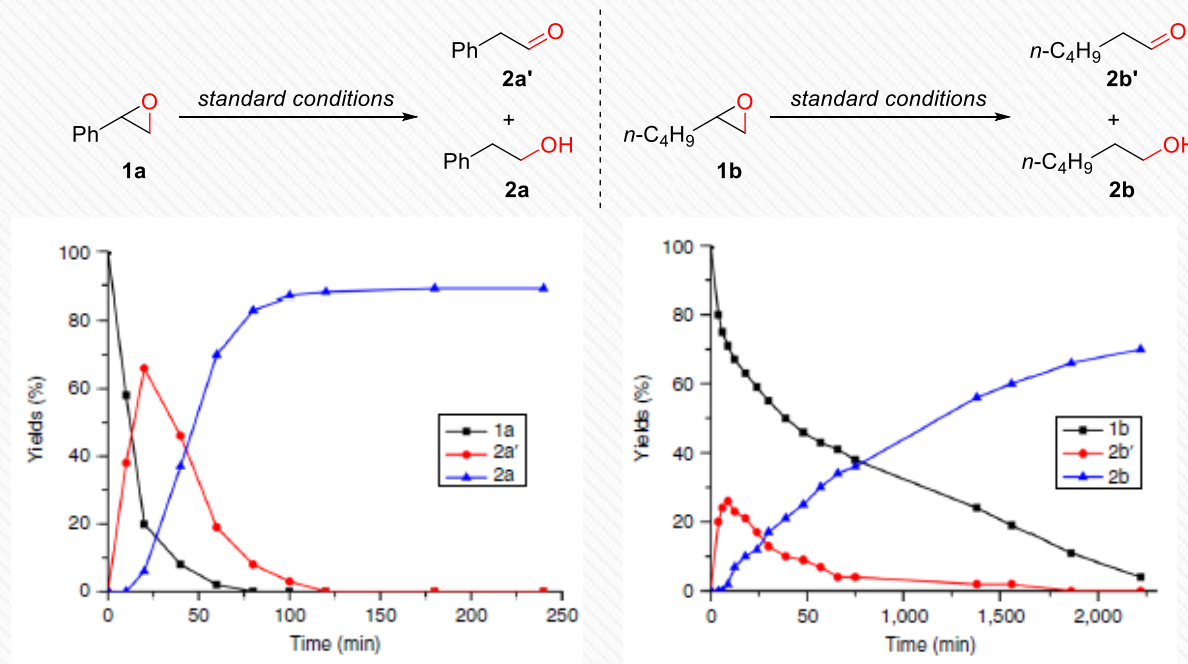 Ph
O
1a
standard conditions
Ph
O
2a'
+
Ph
OH
2a
n-C4H9
O
1b
standard conditions
n-C4H9
O
2b'
+
n-C4H9
OH
2b
Yields (%)
100
80
60
40
20
0
0 50 100 150 200 250
Time (min)
1a
2a'
2a
Yields (%)
100
80
60
40
20
0
0 50 1,000 1,500 2,000
Time (min)
1b
2b'
2b